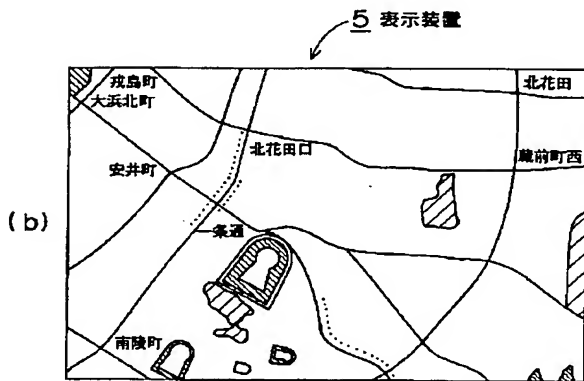 5 表示装置
戎島町
大浜北町
北花田
北花田口
蔵前町西
安井町
(b)
一条通
南陵町